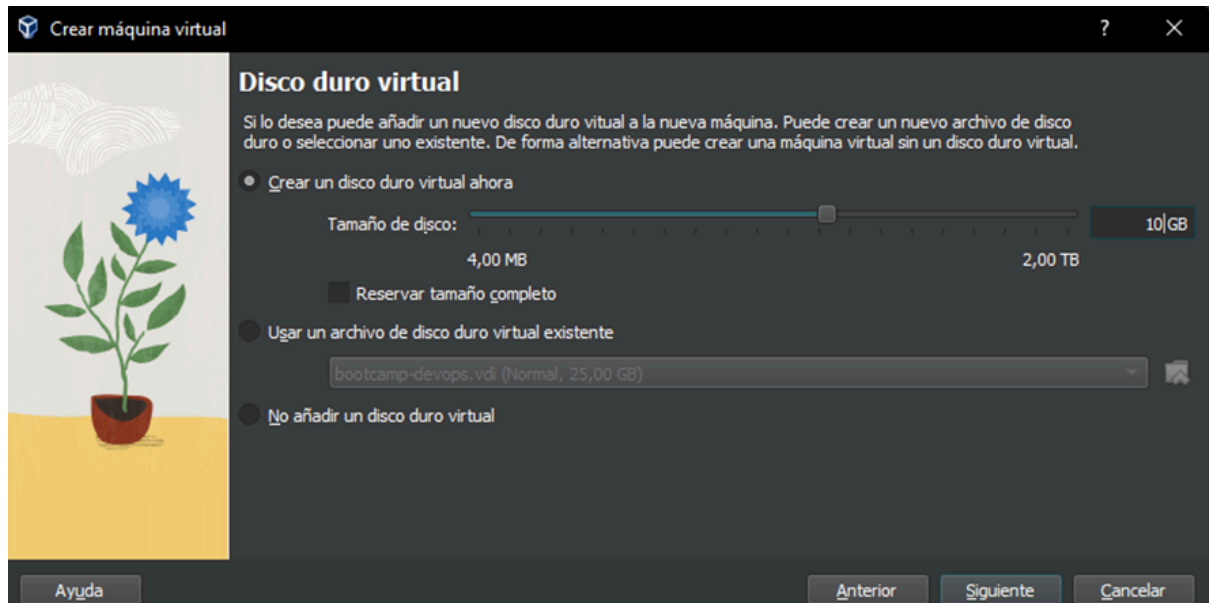 Crear máquina virtual
?
Disco duro virtual
Si lo desea puede añadir un nuevo disco duro vitual a la nueva máquina. Puede crear un nuevo archivo de disco
duro o seleccionar uno existente. De forma alternativa puede crear una máquina virtual sin un disco duro virtual.
Crear un disco duro virtual ahora
Tamaño de disco: 10 GB
4,00 MB 2,00 TB
Reservar tamaño completo
Usar un archivo de disco duro virtual existente
bootcamp-devops.vdi (Normal, 25,00 GB)
No añadir un disco duro virtual
Ayuda Anterior Siguiente Cancelar